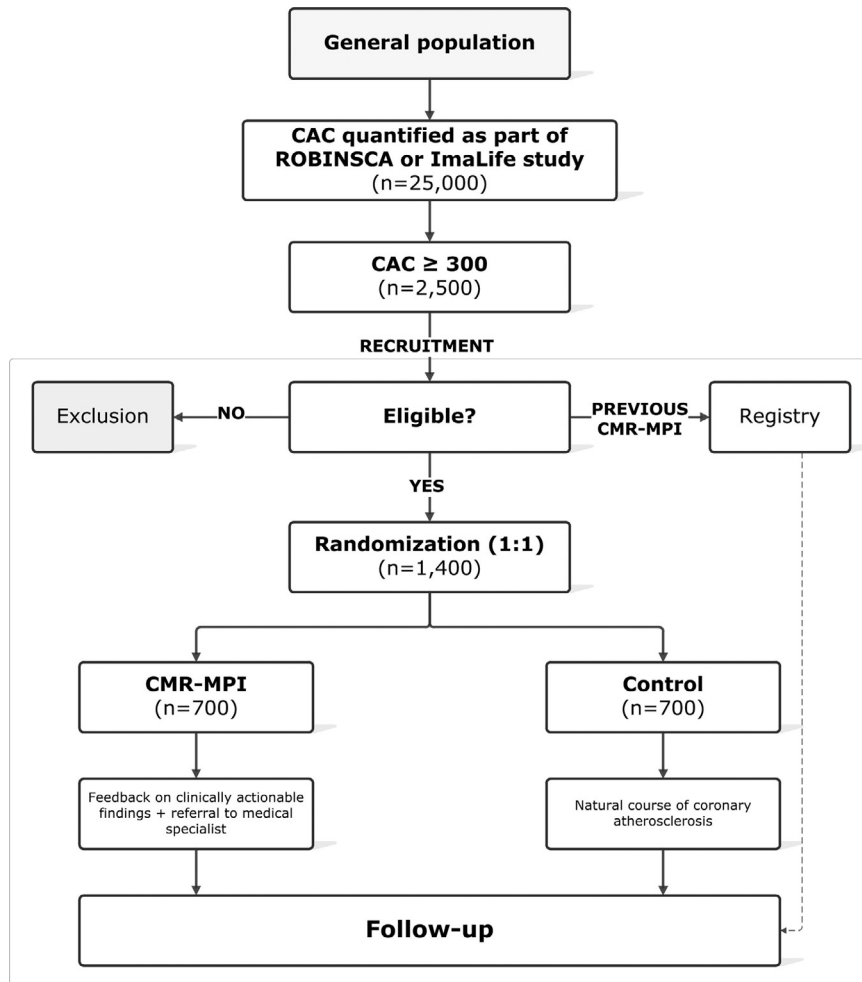 General population
CAC quantified as part of
ROBINSCA or ImaLife study
(n=25,000)
CAC ≥ 300
(n=2,500)
RECRUITMENT
Exclusion
NO
Eligible?
PREVIOUS
CMR-MPI
Registry
YES
Randomization (1:1)
(n=1,400)
CMR-MPI
(n=700)
Control
(n=700)
Feedback on clinically actionable
findings + referral to medical
specialist
Natural course of coronary
atherosclerosis
Follow-up